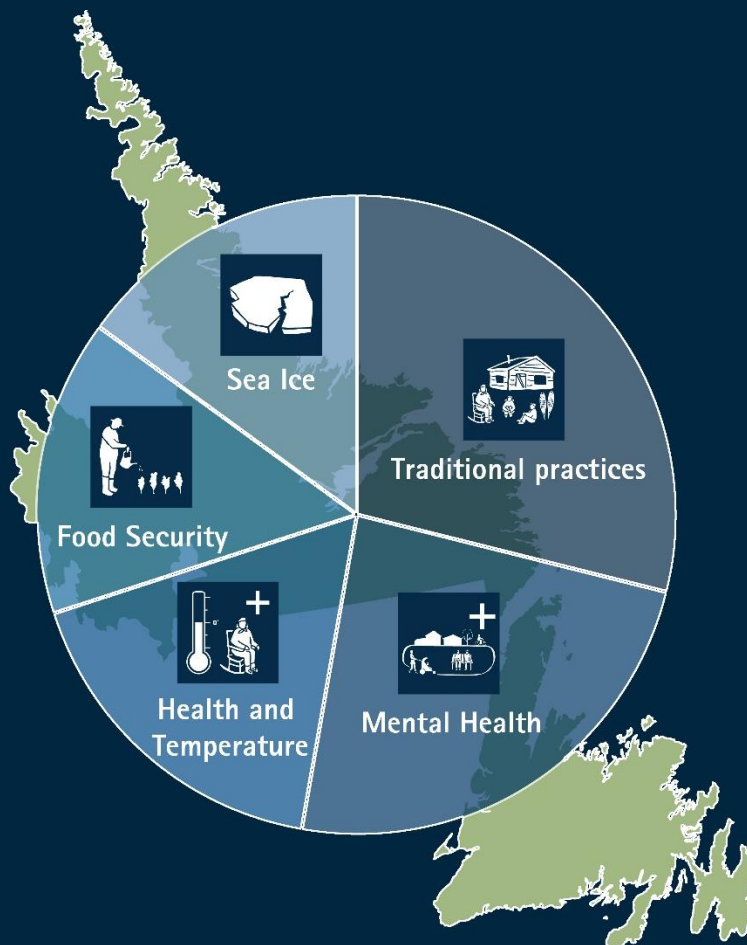 Sea Ice
Traditional practices
Food Security
Health and
Temperature
Mental Health